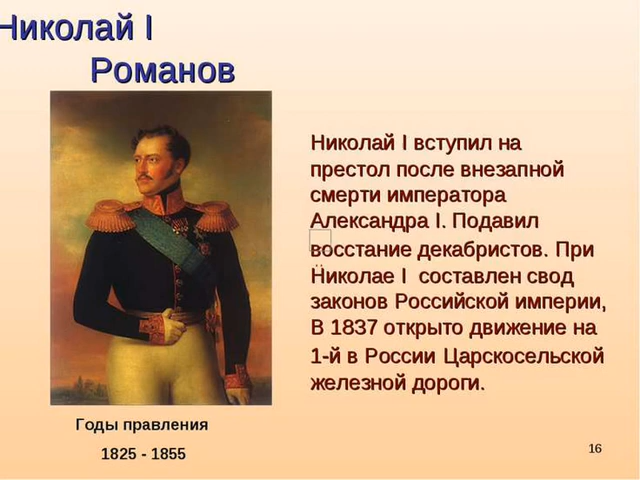 Николай I
Романов
Николай I вступил на
престол после внезапной
смерти императора
Александра I. Подавил
восстание декабристов. При
Николае I составлен свод
законов Российской империи,
В 1837 открыто движение на
1-й в России Царскосельской
железной дороги.
Годы правления
1825 - 1855
16